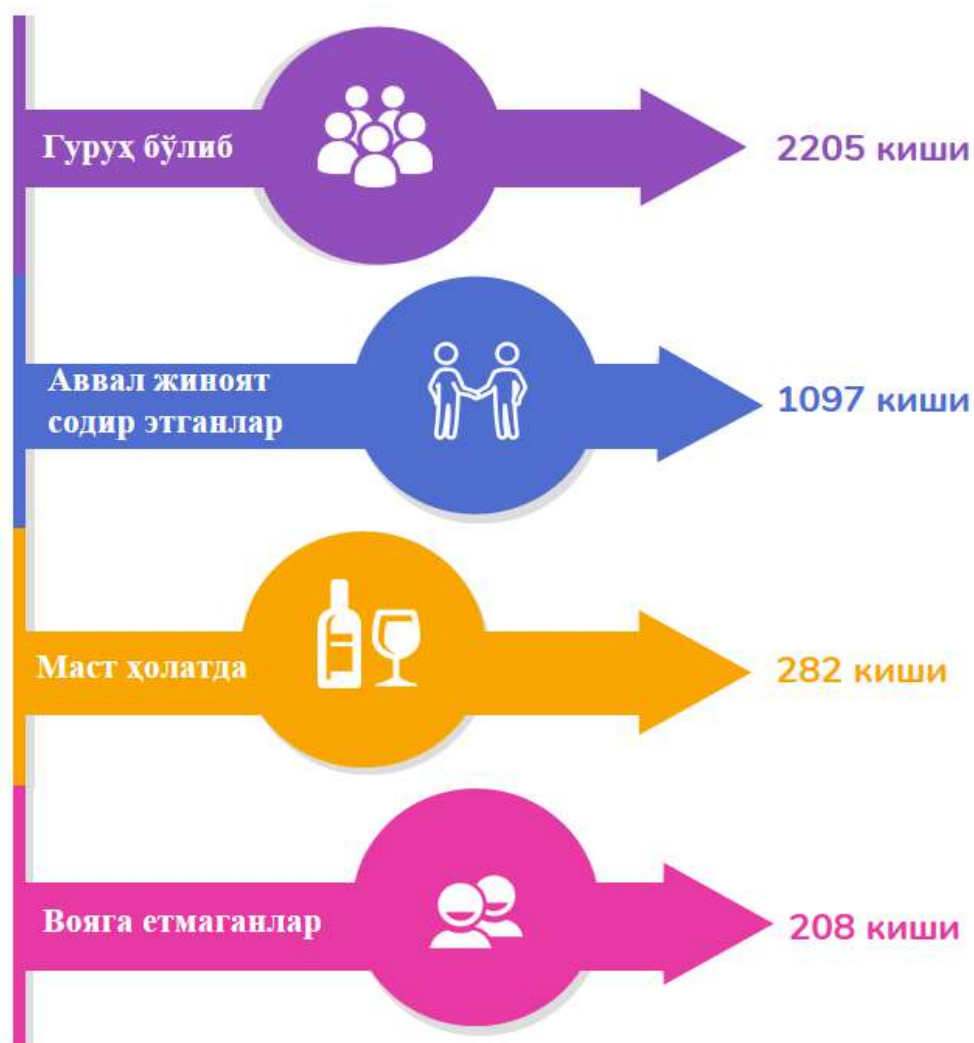 Гуруҳ бўлиб
2205 киши
Аввал жиноят
содир этганлар
1097 киши
Маст ҳолатда
282 киши
Вояга етмаганлар
208 киши